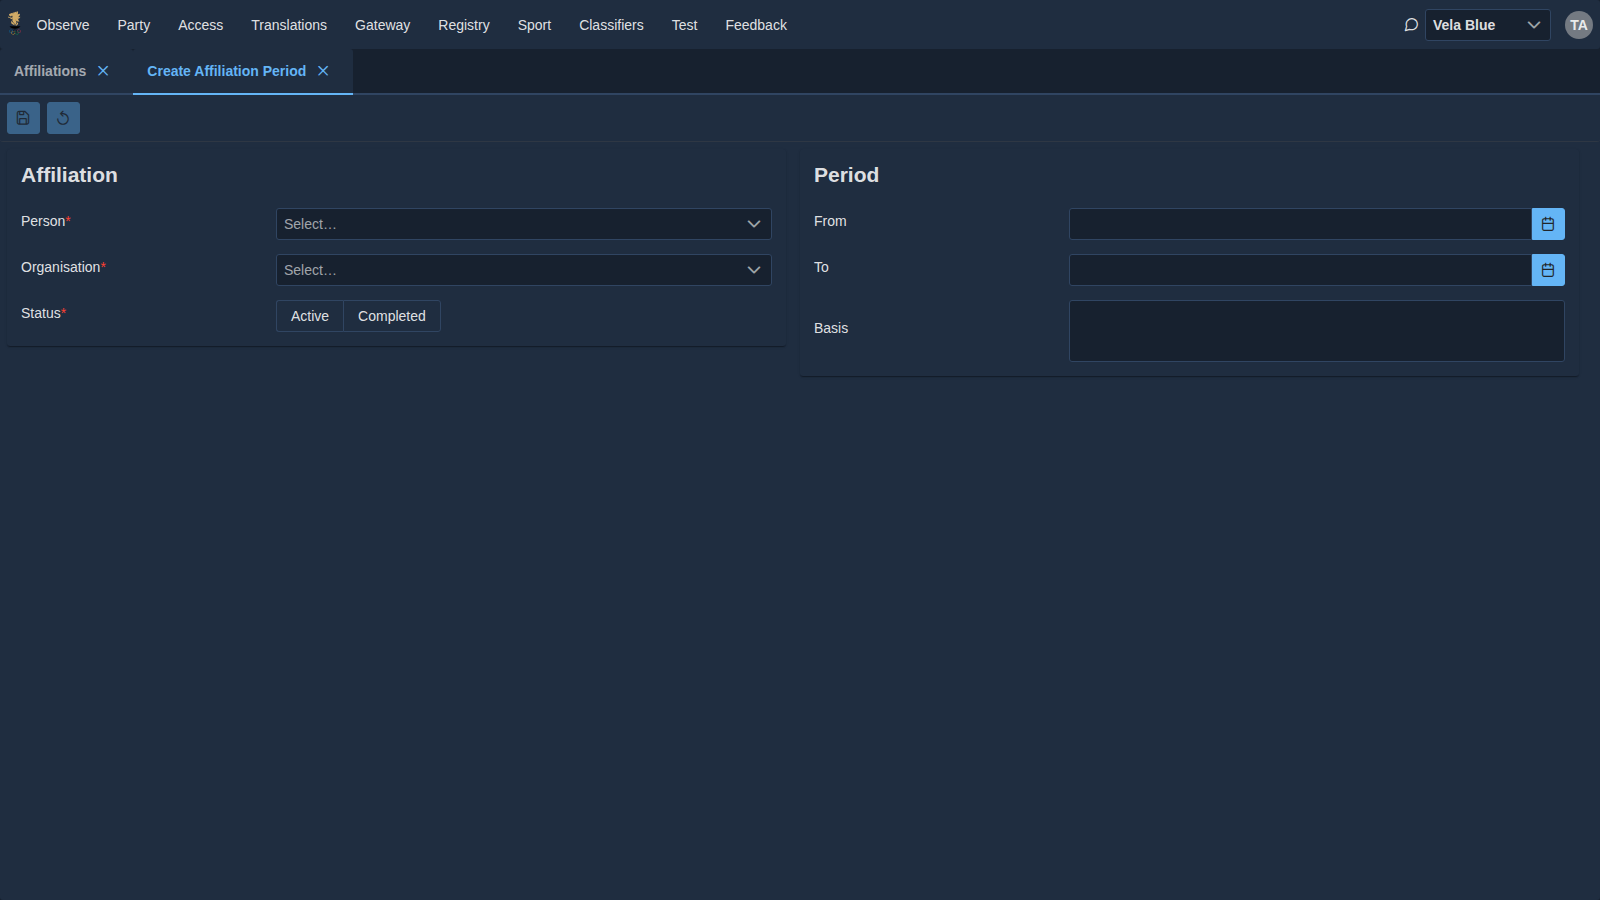 Observe Party Access Translations Gateway Registry Sport Classifiers Test Feedback Vela Blue TA
Affiliations Create Affiliation Period
Affiliation
Person* Select...
Organisation* Select...
Status* Active Completed
Period
From
To
Basis